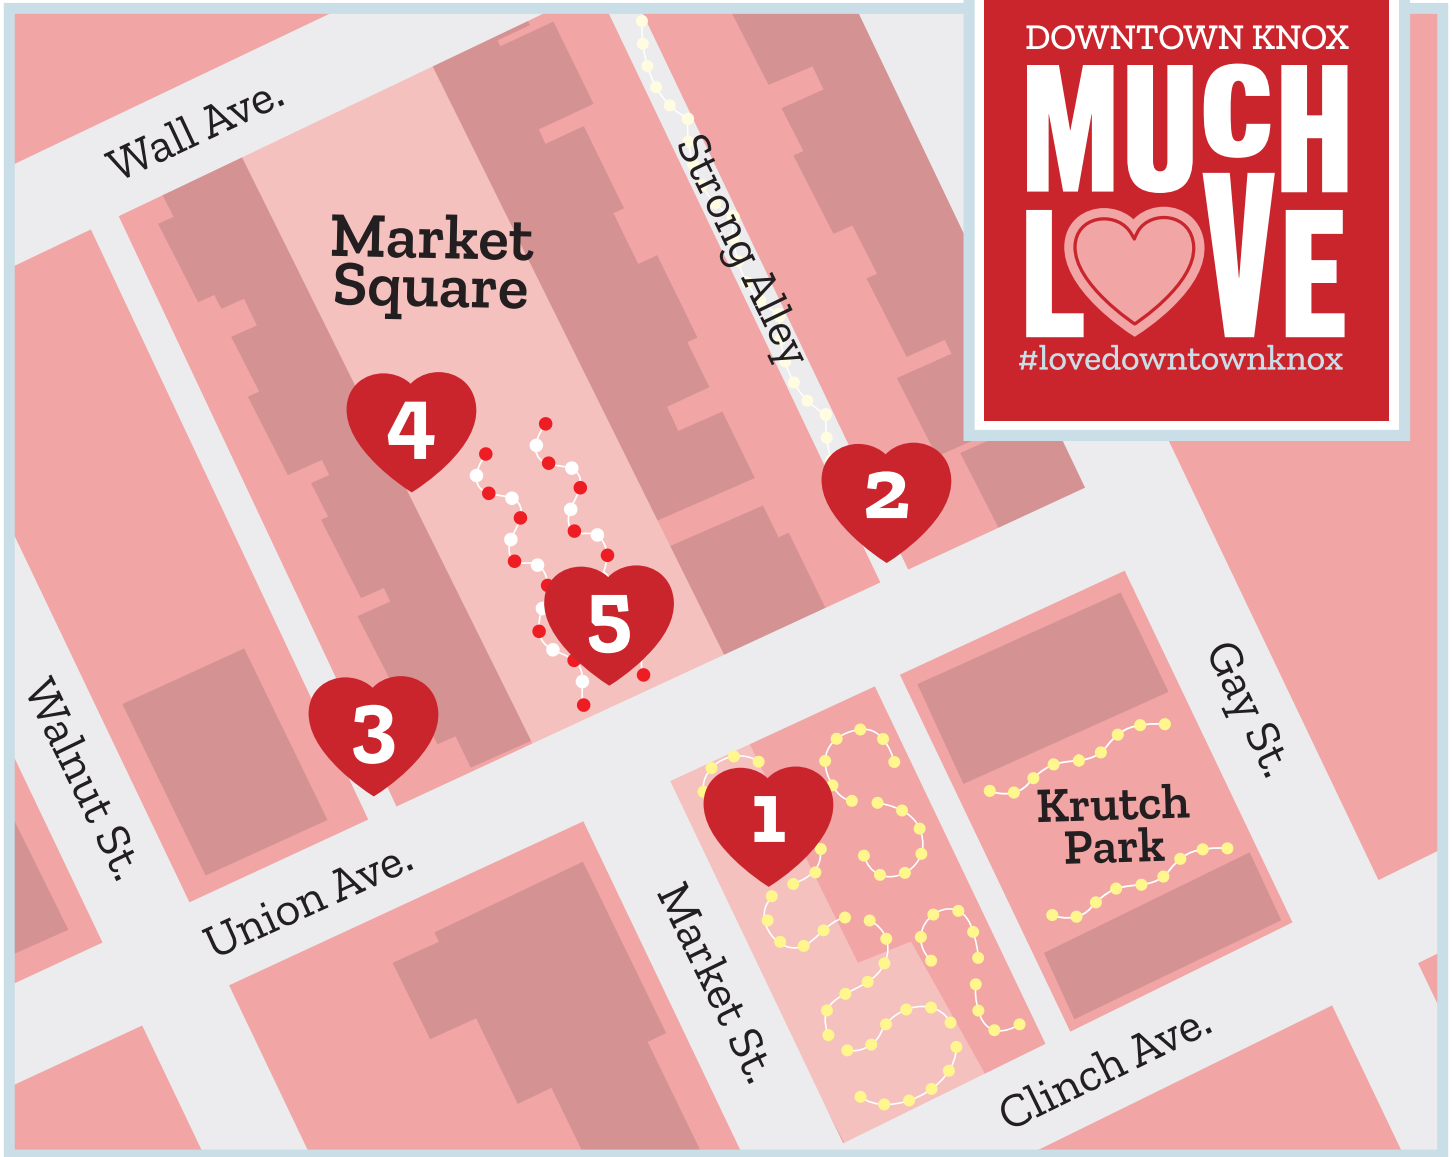 DOWNTOWN KNOX
MUCH
LOVE
#lovedowntownknox
Wall Ave.
Strong Alley
Market
Square
4
2
5
3
1
Walnut St.
Union Ave.
Market St.
Gay St.
Krutch
Park
Clinch Ave.